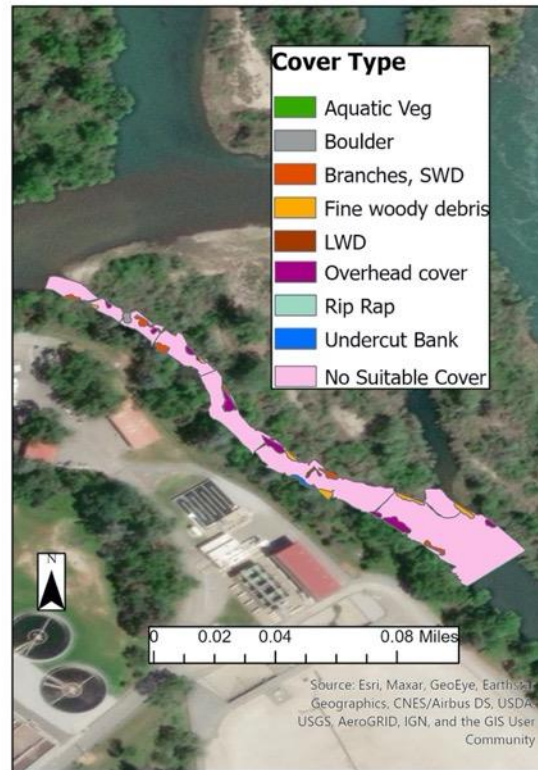 Cover Type
Aquatic Veg
Boulder
Branches, SWD
Fine woody debris
LWD
Overhead cover
Rip Rap
Undercut Bank
No Suitable Cover
N
0 0.02 0.04 0.08 Miles
Source: Esri, Maxar, GeoEye, Earthstar
Geographics, CNES/Airbus DS, USDA,
USGS, AeroGRID, IGN, and the GIS User
Community